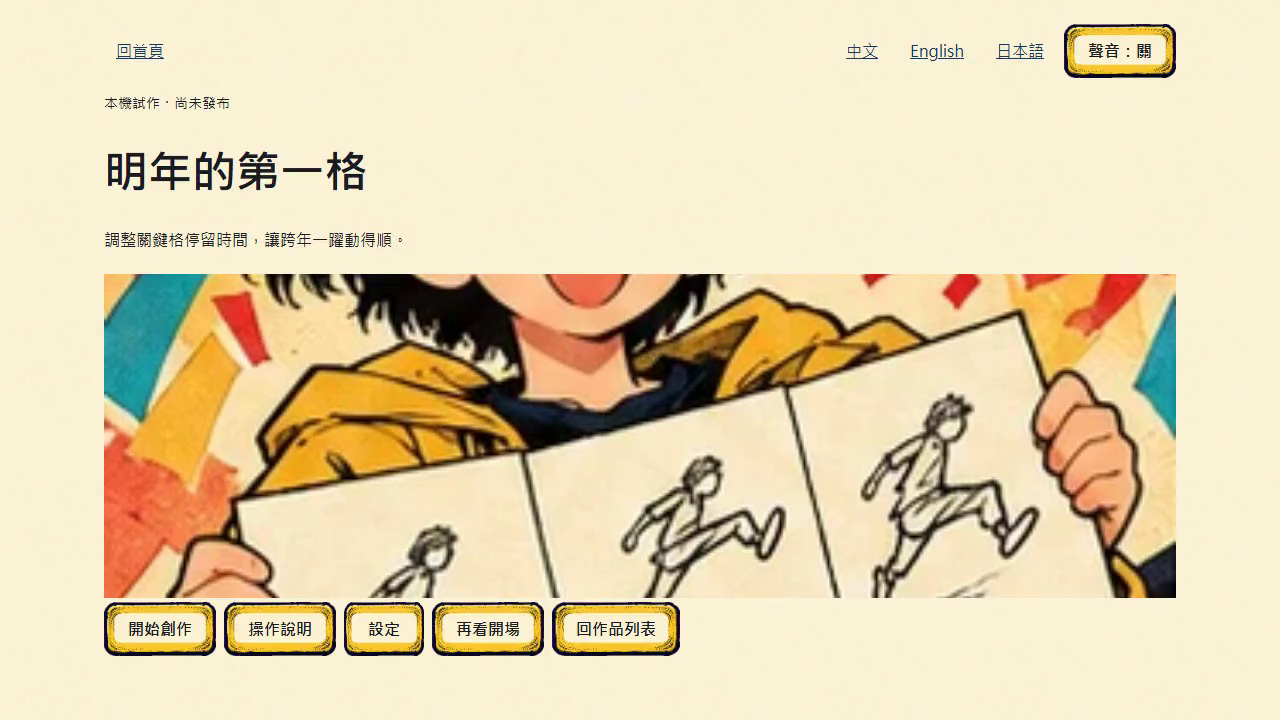 回首頁
中文 English 日本語 聲音：關
本機試作・尚未發布
明年的第一格
調整關鍵格停留時間，讓跨年一躍動得順。
開始創作 操作說明 設定 再看開場 回作品列表